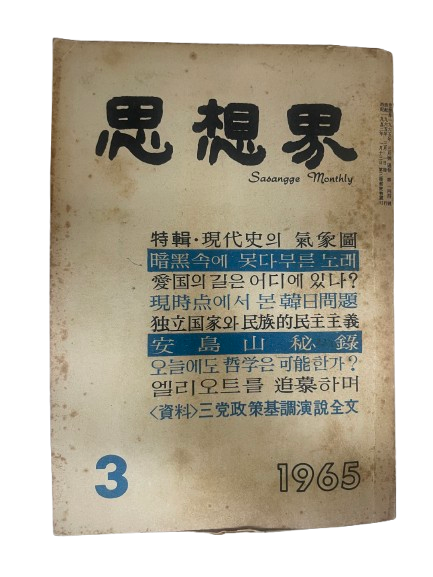 思想界
Sasangge Monthly
特輯·現代史의 氣象圖
暗黑속에 못다부른 노래
愛国의 길은 어디에 있나?
現時点에서 본 韓日問題
独立国家와 民族的民主主義
安島山秘錄
오늘에도 哲学은 可能한가?
엘리오트를 追慕하며
〈資料〉三党政策基調演說全文
3
1965